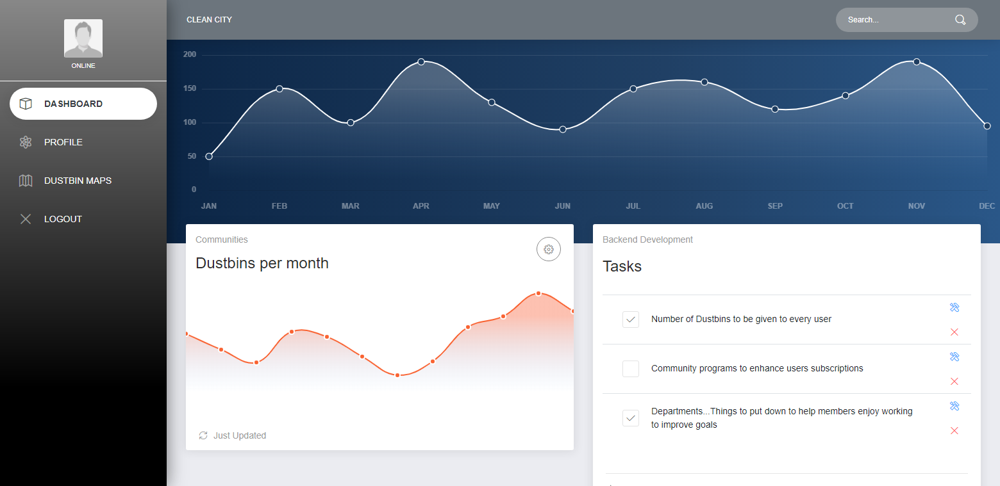 ONLINE
DASHBOARD
PROFILE
DUSTBIN MAPS
LOGOUT
CLEAN CITY
Search...
200
150
100
50
0
JAN FEB MAR APR MAY JUN JUL AUG SEP OCT NOV DEC
Communities
Dustbins per month
Just Updated
Backend Development
Tasks
Number of Dustbins to be given to every user
Community programs to enhance users subscriptions
Departments...Things to put down to help members enjoy working
to improve goals